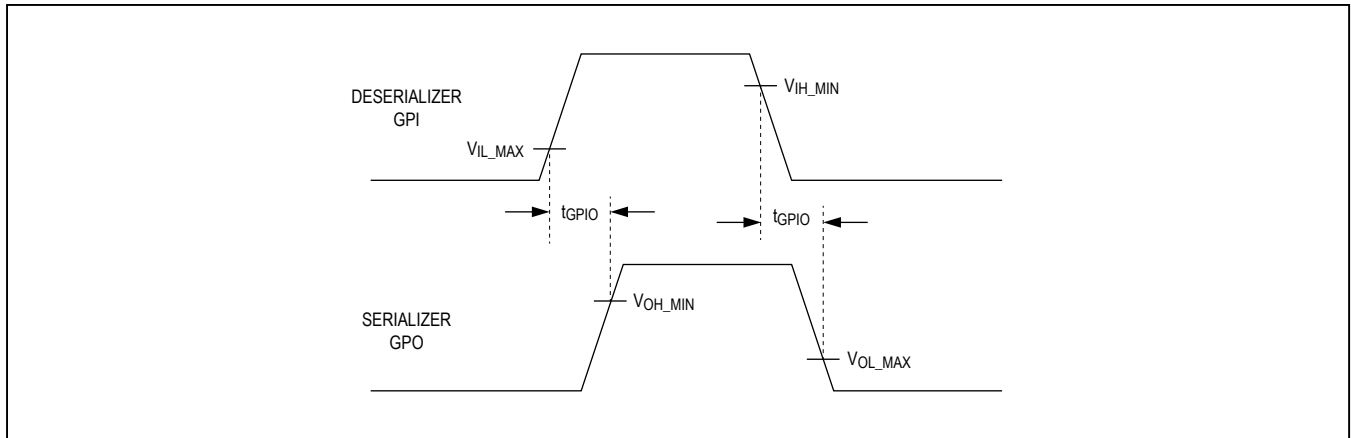 DESERIALIZER
GPI
VIH_MIN
VIL_MAX
tGPIO
tGPIO
SERIALIZER
GPO
VOH_MIN
VOL_MAX